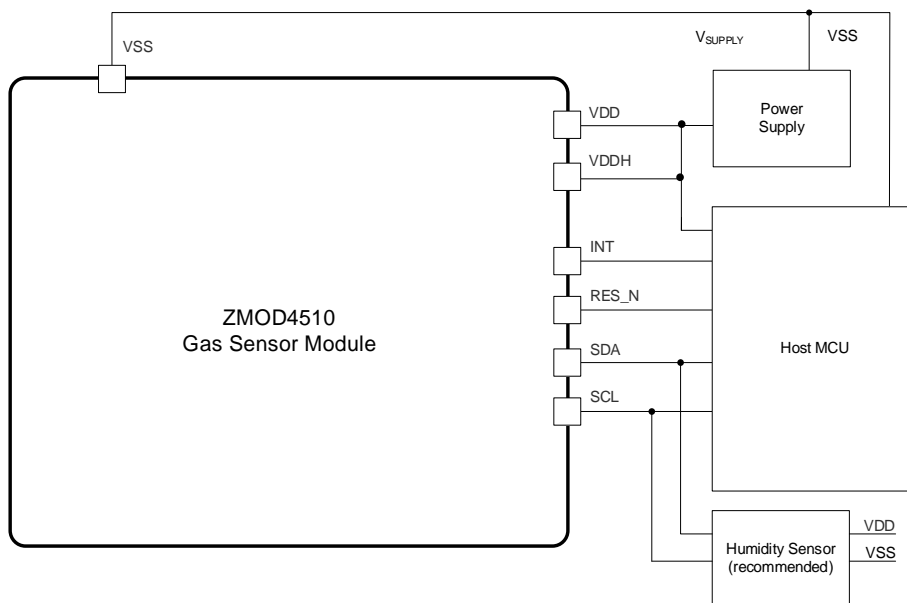 VSS
V SUPPLY
VSS
VDD
Power
Supply
VDDH
INT
RES_N
ZMOD4510
Gas Sensor Module
SDA
Host MCU
SCL
Humidity Sensor
(recommended)
VDD
VSS